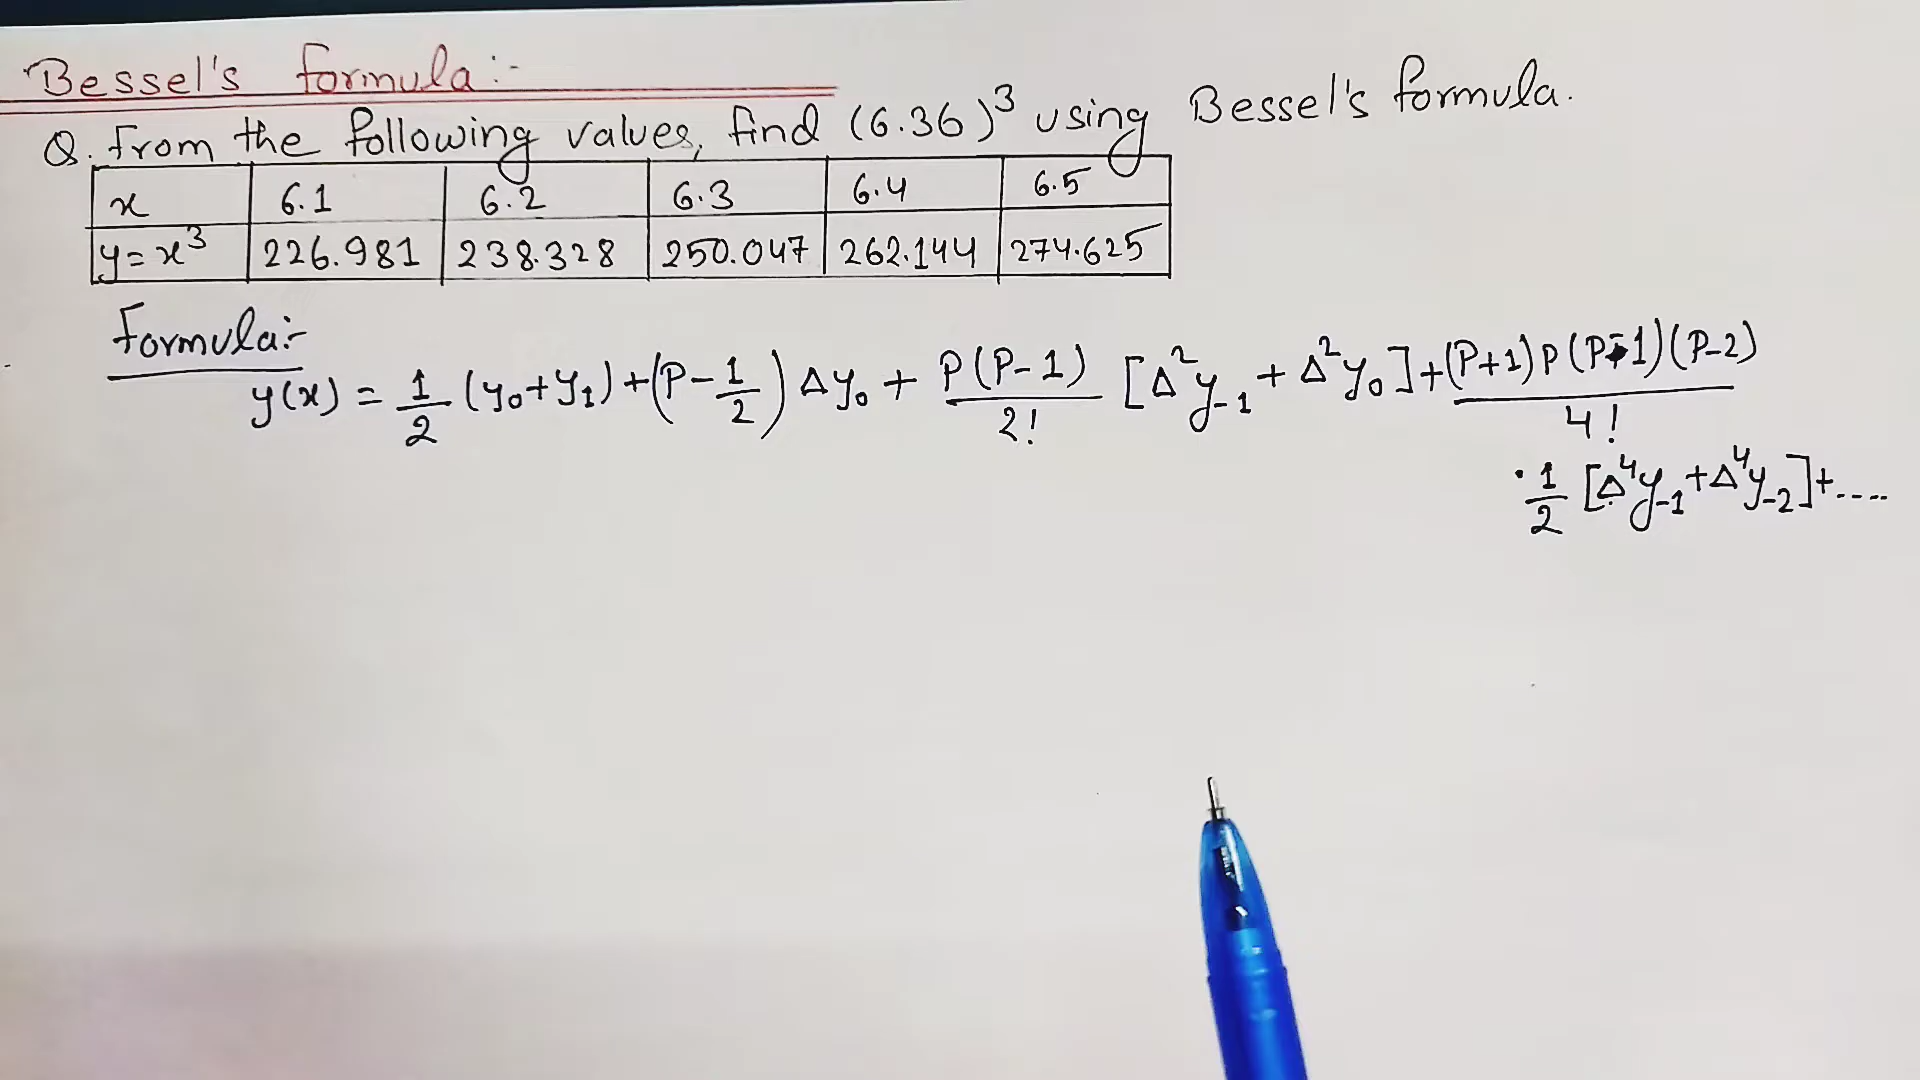 Bessel's formula:-
Q. From the following values, find (6.36)³ using Bessel's formula.
x 6.1 6.2 6.3 6.4 6.5
y=x³ 226.981 238.328 250.047 262.144 274.625
Formula:-
y(x) = 1/2 (y₀+y₁) + (P-1/2) Δy₀ + P(P-1)/2! [Δ²y₋₁ + Δ²y₀] + (P+1)P(P-1)(P-2)/4!
· 1/2 [Δ⁴y₋₁ + Δ⁴y₋₂] + ....